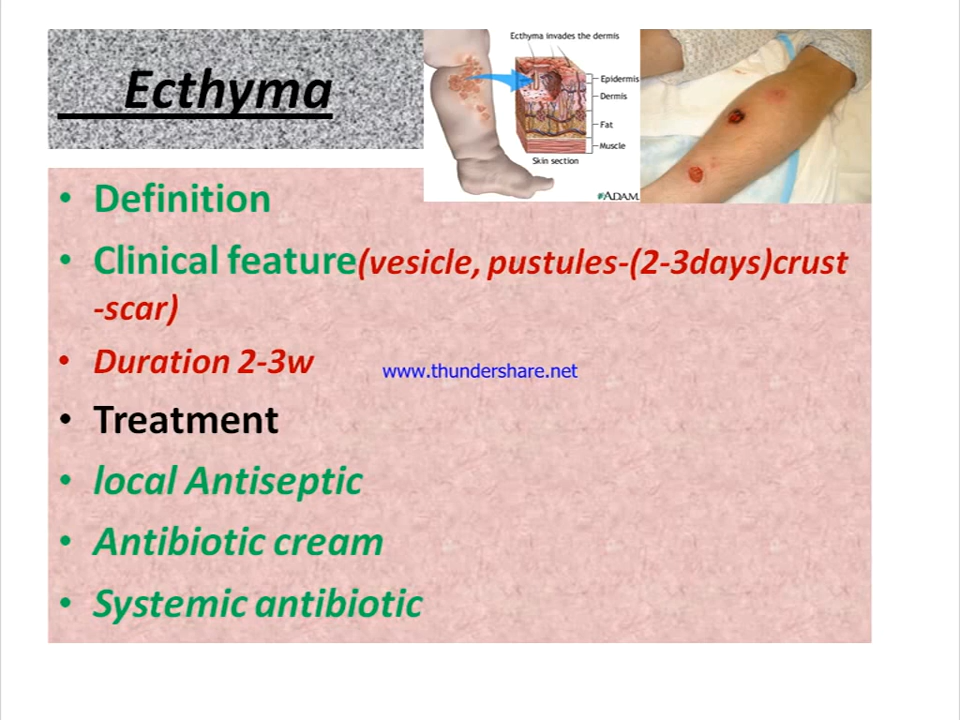 Ecthyma
Ecthyma invades the dermis
Epidermis
Dermis
Fat
Muscle
Skin section
ADAM
• Definition
• Clinical feature(vesicle, pustules-(2-3days)crust
-scar)
• Duration 2-3w
www.thundershare.net
• Treatment
• local Antiseptic
• Antibiotic cream
• Systemic antibiotic